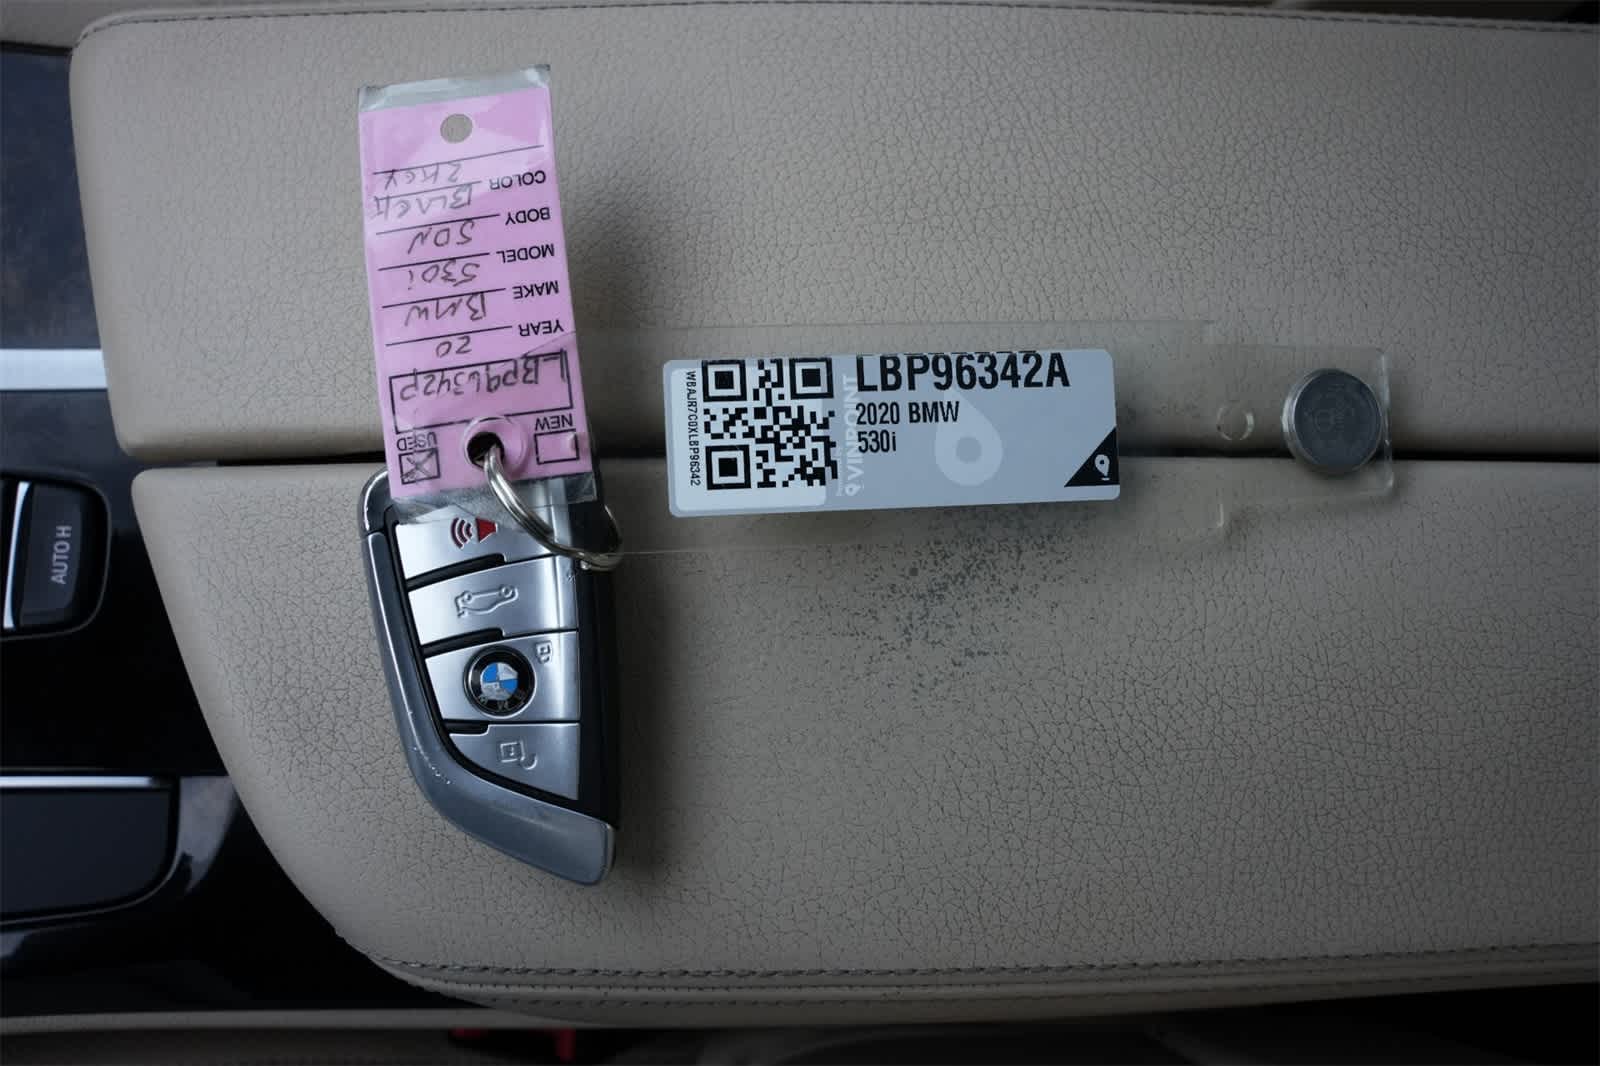 USED
NEW
LBP96342P
YEAR 20
MAKE BMW
MODEL 530i
BODY SDN
COLOR BLACK
2 KEY
WBAJR7C0XLBP96342
VINPOINT
LBP96342A
2020 BMW
530i
AUTO H
BMW